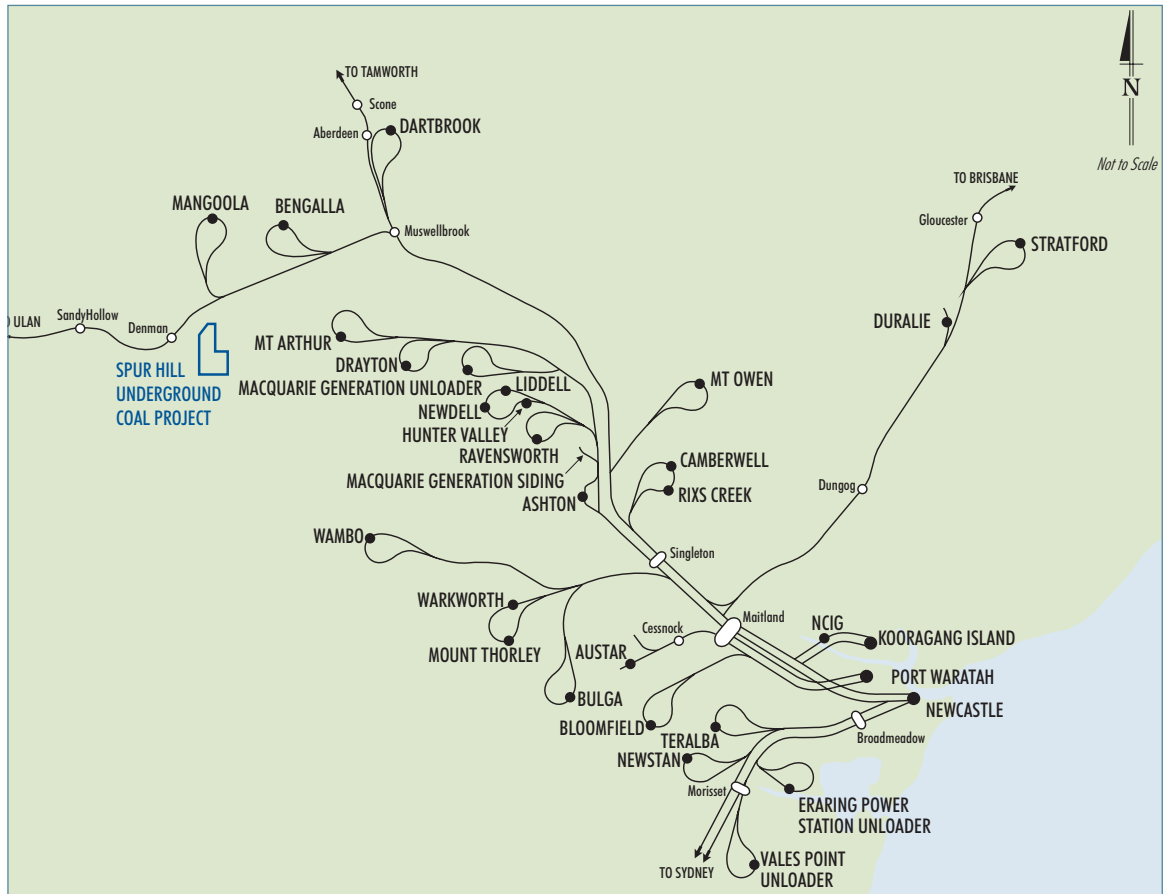 TO TAMWORTH
Scone
Aberdeen
DARTBROOK
N
Not to Scale
TO BRISBANE
MANGOOLA
BENGALLA
Gloucester
Muswellbrook
STRATFORD
O ULAN
SandyHollow
Denman
DURALIE
MT ARTHUR
SPUR HILL
UNDERGROUND
COAL PROJECT
DRAYTON
MACQUARIE GENERATION UNLOADER
LIDDELL
MT OWEN
NEWDELL
HUNTER VALLEY
RAVENSWORTH
CAMBERWELL
MACQUARIE GENERATION SIDING
RIXS CREEK
Dungog
ASHTON
WAMBO
Singleton
WARKWORTH
Maitland
NCIG
KOORAGANG ISLAND
Cessnock
MOUNT THORLEY
AUSTAR
PORT WARATAH
BULGA
NEWCASTLE
BLOOMFIELD
TERALBA
Broadmeadow
NEWSTAN
Morisset
ERARING POWER
STATION UNLOADER
TO SYDNEY
VALES POINT
UNLOADER